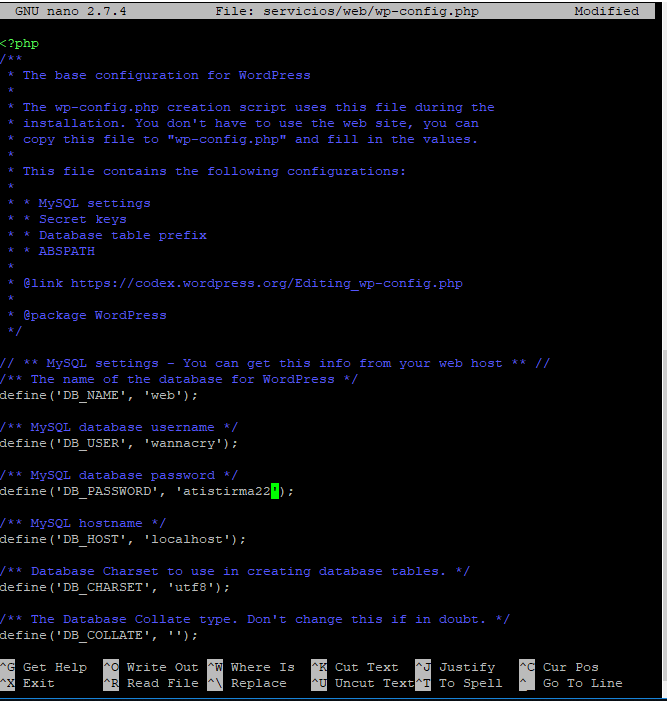 GNU nano 2.7.4 File: servicios/web/wp-config.php Modified
<?php
/**
 * The base configuration for WordPress
 *
 * The wp-config.php creation script uses this file during the
 * installation. You don't have to use the web site, you can
 * copy this file to "wp-config.php" and fill in the values.
 *
 * This file contains the following configurations:
 *
 * * MySQL settings
 * * Secret keys
 * * Database table prefix
 * * ABSPATH
 *
 * @link https://codex.wordpress.org/Editing_wp-config.php
 *
 * @package WordPress
 */
// ** MySQL settings - You can get this info from your web host ** //
/** The name of the database for WordPress */
define('DB_NAME', 'web');
/** MySQL database username */
define('DB_USER', 'wannacry');
/** MySQL database password */
define('DB_PASSWORD', 'atistirma22');
/** MySQL hostname */
define('DB_HOST', 'localhost');
/** Database Charset to use in creating database tables. */
define('DB_CHARSET', 'utf8');
/** The Database Collate type. Don't change this if in doubt. */
define('DB_COLLATE', '');
^G Get Help ^O Write Out ^W Where Is ^K Cut Text ^J Justify ^C Cur Pos
^X Exit ^R Read File ^\ Replace ^U Uncut Text ^T To Spell ^_ Go To Line